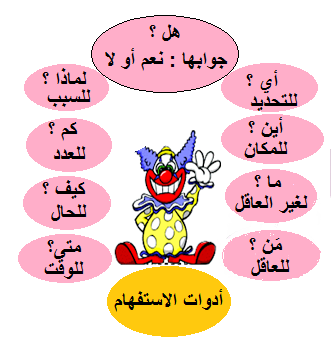 هل ؟
جوابها : نعم أو لا
أي ؟
للتحديد
أين ؟
للمكان
ما ؟
لغير العاقل
مَن ؟
للعاقل
لماذا ؟
للسبب
كم ؟
للعدد
كيف ؟
للحال
متى؟
للوقت
أدوات الاستفهام